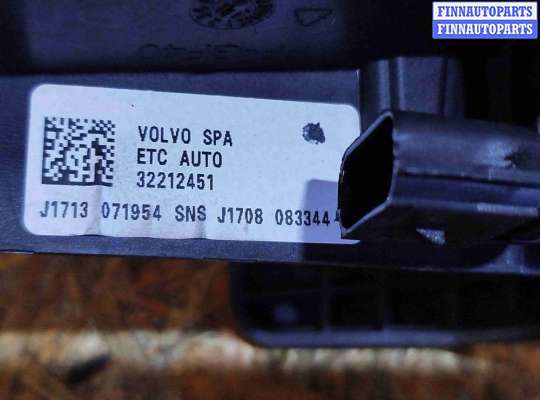 FINNAUTOPARTS
FINNAUTOPARTS
VOLVO SPA
ETC AUTO
32212451
J1713 071954 SNS J1708 083344